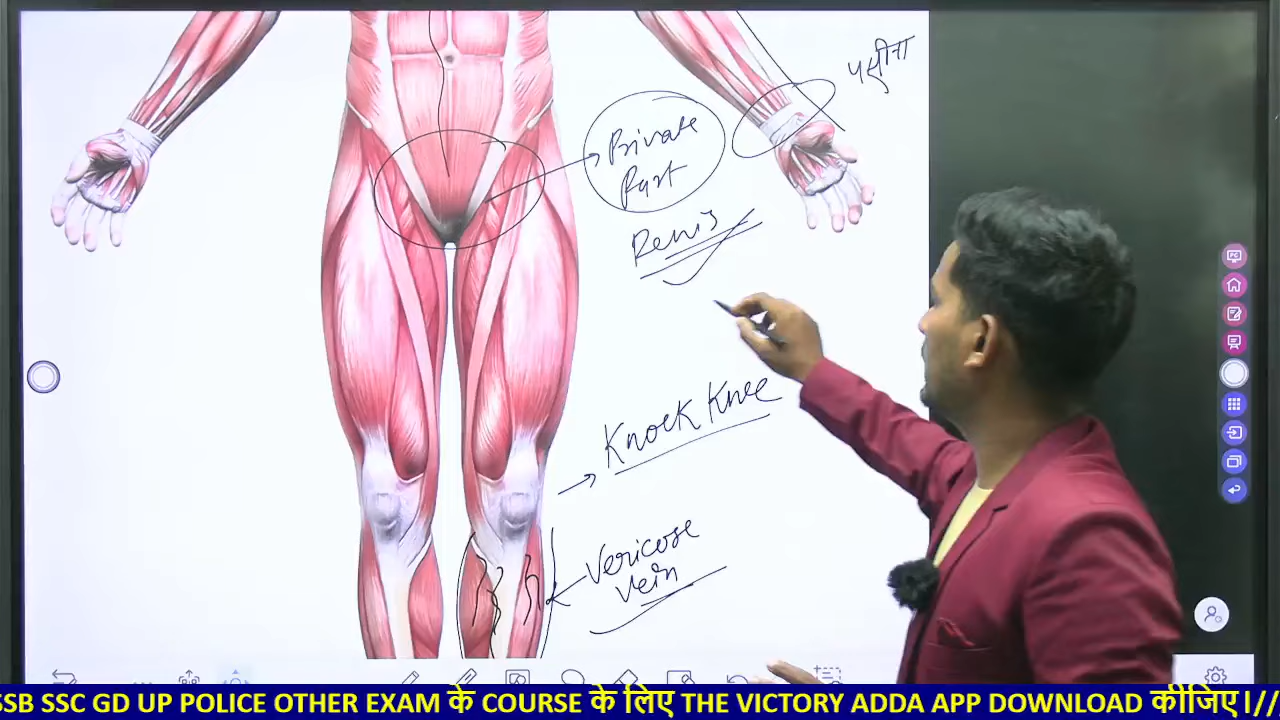 पसीना
Private
Part
Penis
Knock Knee
Vericose
Vein
SSB SSC GD UP POLICE OTHER EXAM के COURSE के लिए THE VICTORY ADDA APP DOWNLOAD कीजिए।//